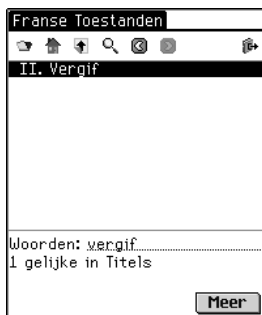 Franse Toestanden
II. Vergif
Woorden: vergif
1 gelijke in Titels
Meer